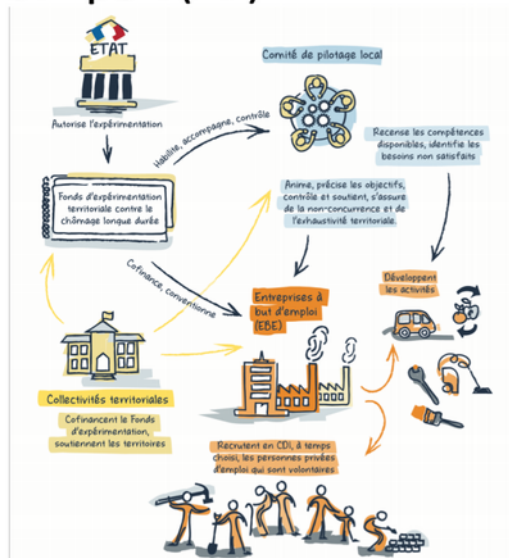 ETAT
Autorise l'expérimentation
Comité de pilotage local
Habilite, accompagne, contrôle
Recense les compétences
disponibles, identifie les
besoins non satisfaits
Fonds d'expérimentation
territoriale contre le
chômage longue durée
Anime, précise les objectifs,
contrôle et soutient, s'assure
de la non-concurrence et de
l'exhaustivité territoriale.
Cofinance, conventionne
Entreprises à
but d'emploi
(EBE)
Développent
les activités
Collectivités territoriales
Cofinancent le Fonds
d'expérimentation,
soutiennent les territoires
Recrutent en CDI, à temps
choisi, les personnes privées
d'emploi qui sont volontaires